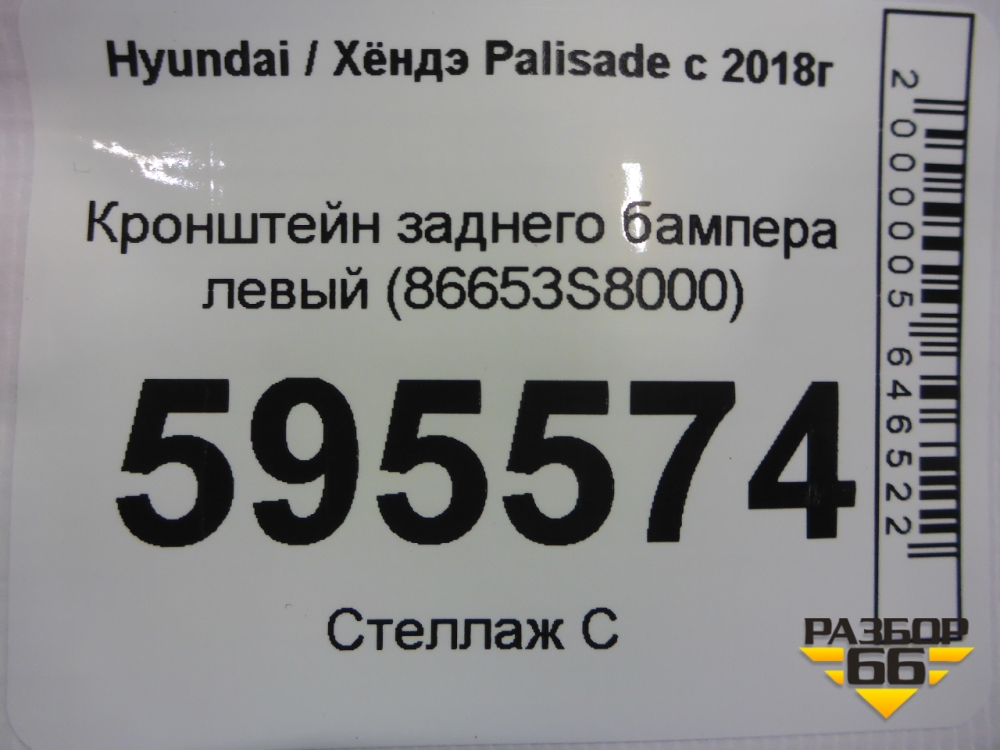 Hyundai / Хёндэ Palisade с 2018г
Кронштейн заднего бампера
левый (86653S8000)
595574
Стеллаж С
2000005646522
РАЗБОР
66